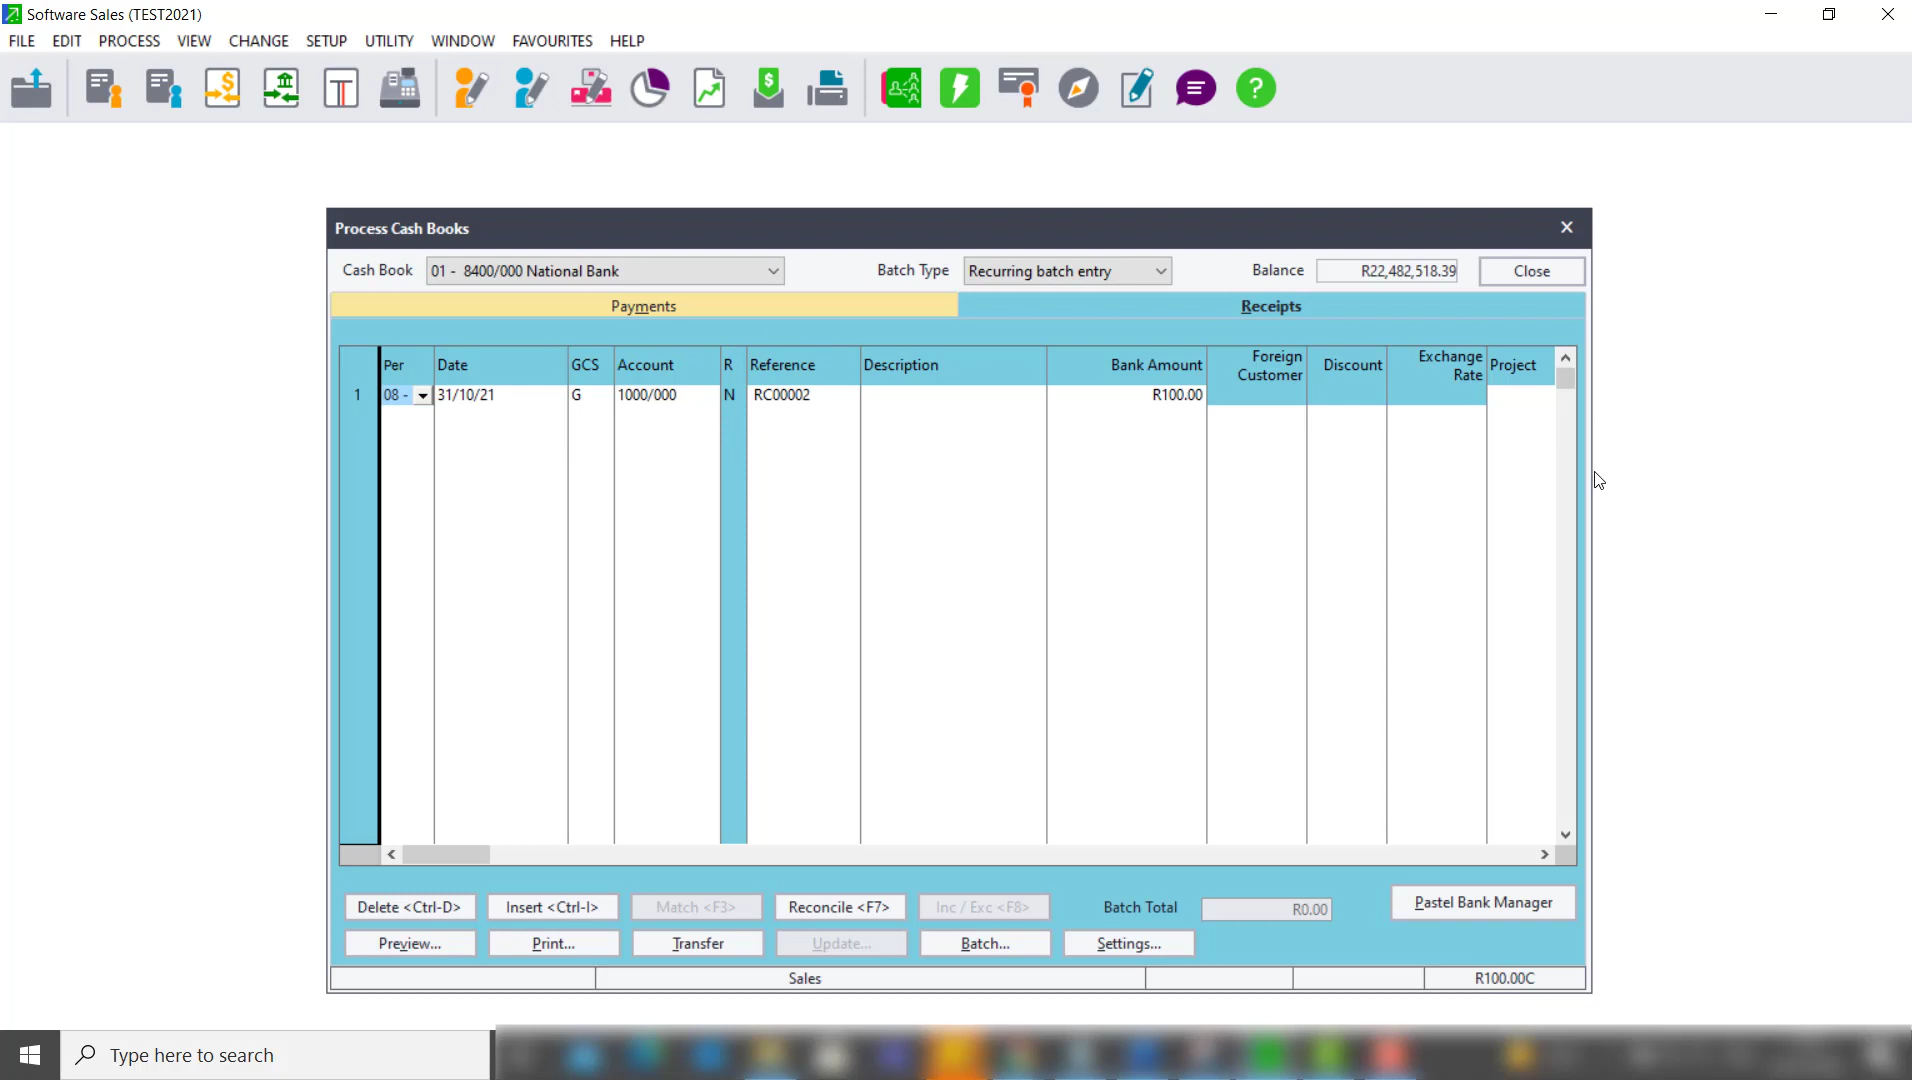 Software Sales (TEST2021)
FILE EDIT PROCESS VIEW CHANGE SETUP UTILITY WINDOW FAVOURITES HELP
Process Cash Books
Cash Book 01 - 8400/000 National Bank Batch Type Recurring batch entry Balance R22,482,518.39 Close
Payments Receipts
Per Date GCS Account R Reference Description Bank Amount Foreign Customer Discount Exchange Rate Project
1 08 - 31/10/21 G 1000/000 N RC00002 R100.00
Delete <Ctrl-D> Insert <Ctrl-I> Match <F3> Reconcile <F7> Inc / Exc <F8> Batch Total R0.00 Pastel Bank Manager
Preview... Print... Transfer Update... Batch... Settings...
Sales R100.00C
Type here to search